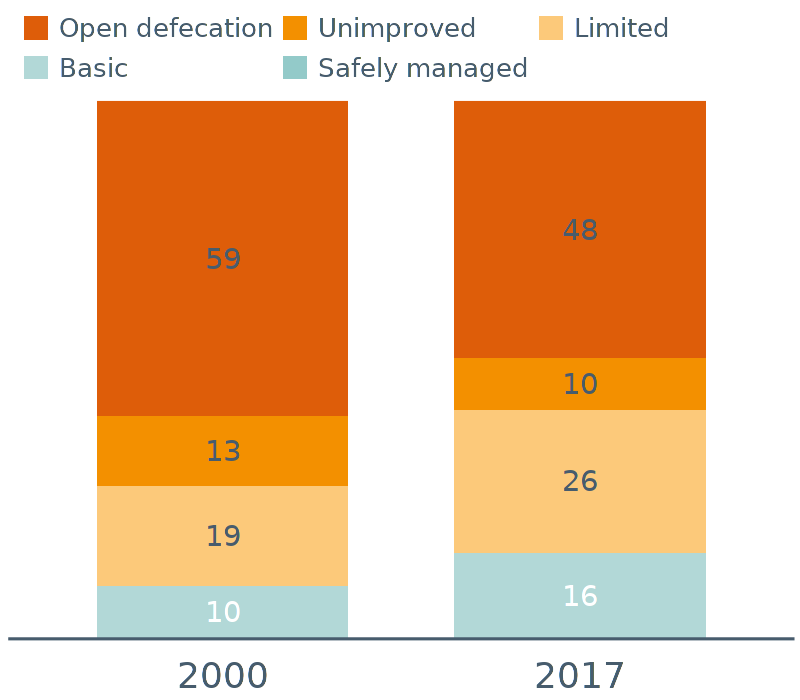 Open defecation Unimproved Limited
Basic Safely managed
59 48
13 10
19 26
10 16
2000 2017